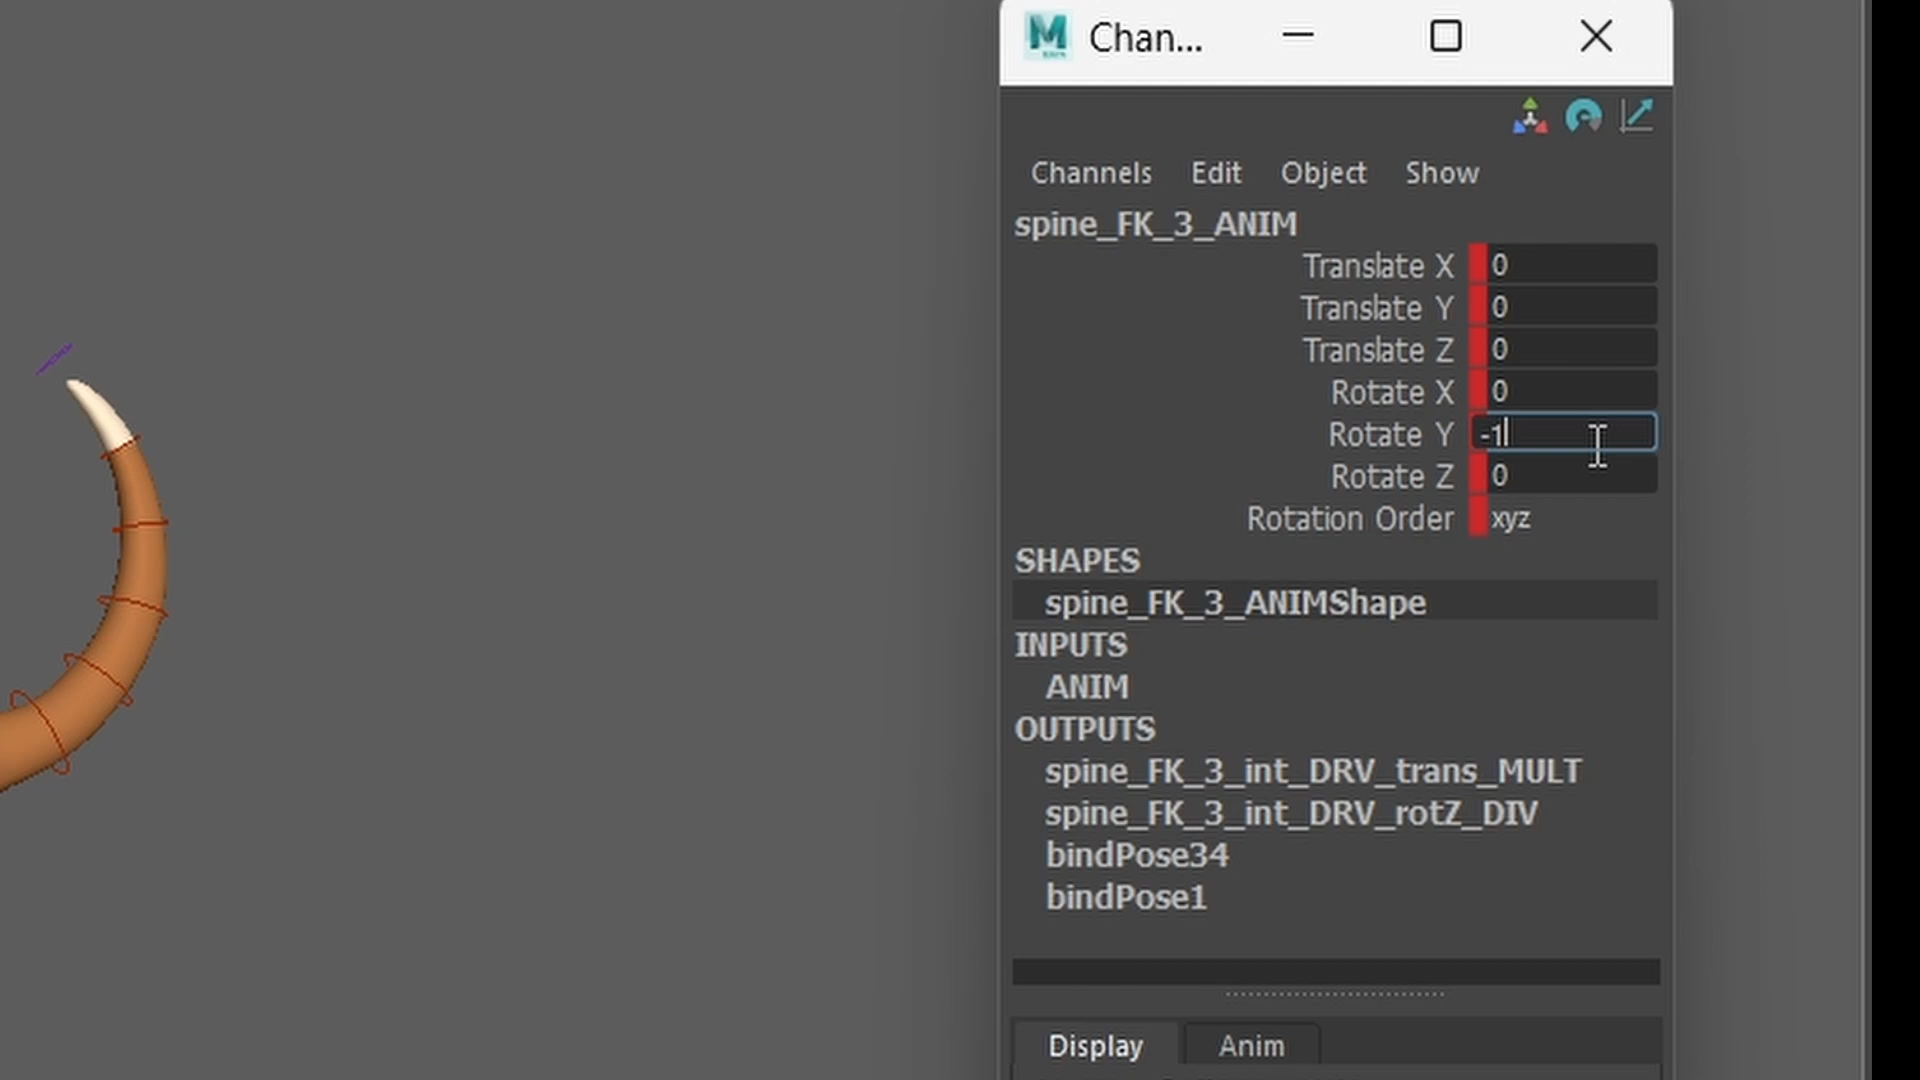 Chan...
Channels Edit Object Show
spine_FK_3_ANIM
Translate X 0
Translate Y 0
Translate Z 0
Rotate X 0
Rotate Y -1
Rotate Z 0
Rotation Order xyz
SHAPES
spine_FK_3_ANIMShape
INPUTS
ANIM
OUTPUTS
spine_FK_3_int_DRV_trans_MULT
spine_FK_3_int_DRV_rotZ_DIV
bindPose34
bindPose1
Display Anim